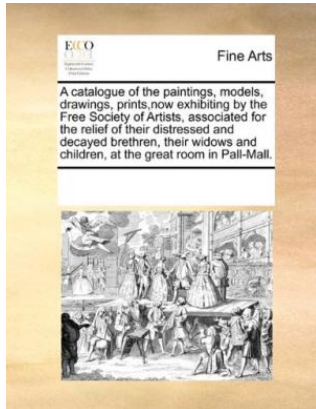 ECCO
Fine Arts
A catalogue of the paintings, models,
drawings, prints,now exhibiting by the
Free Society of Artists, associated for
the relief of their distressed and
decayed brethren, their widows and
children, at the great room in Pall-Mall.